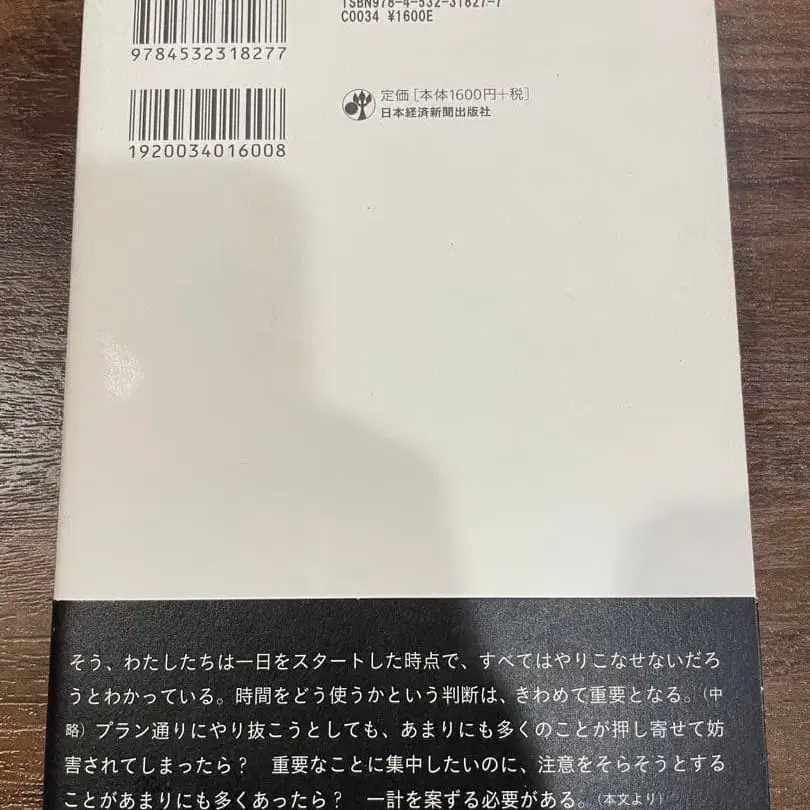 ISBN978-4-532-31827-7
C0034 ¥1600E
9784532318277
定価[本体1600円+税]
日本経済新聞出版社
1920034016008
そう、わたしたちは一日をスタートした時点で、すべてはやりこなせないだろ
うとわかっている。時間をどう使うかという判断は、きわめて重要となる。(中
略)プラン通りにやり抜こうとしても、あまりにも多くのことが押し寄せて妨
害されてしまったら？　重要なことに集中したいのに、注意をそらそうとする
ことがあまりにも多くあったら？　一計を案ずる必要がある。(本文より)